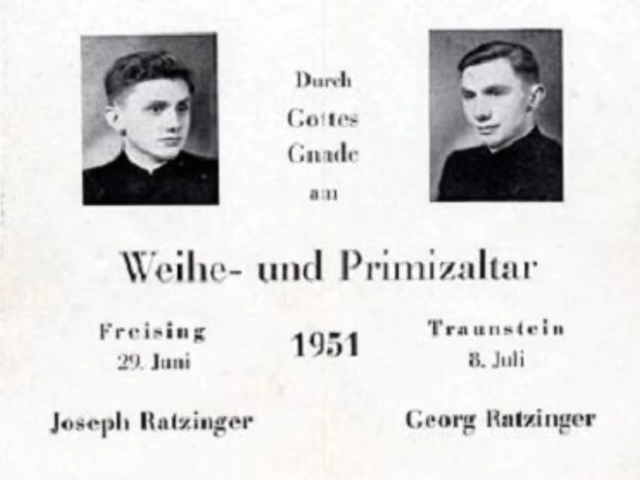 Durch
Gottes
Gnade
am
Weihe- und Primizaltar
Freising
29. Juni
1951
Traunstein
8. Juli
Joseph Ratzinger
Georg Ratzinger